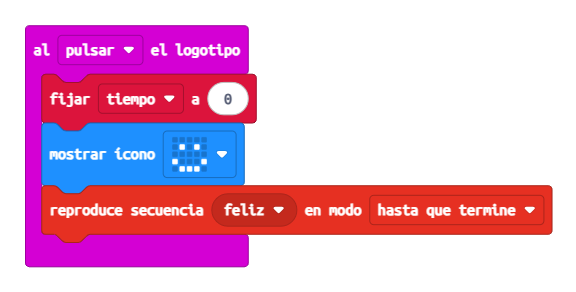 al pulsar el logotipo
fijar tiempo a 0
mostrar ícono
reproduce secuencia feliz en modo hasta que termine